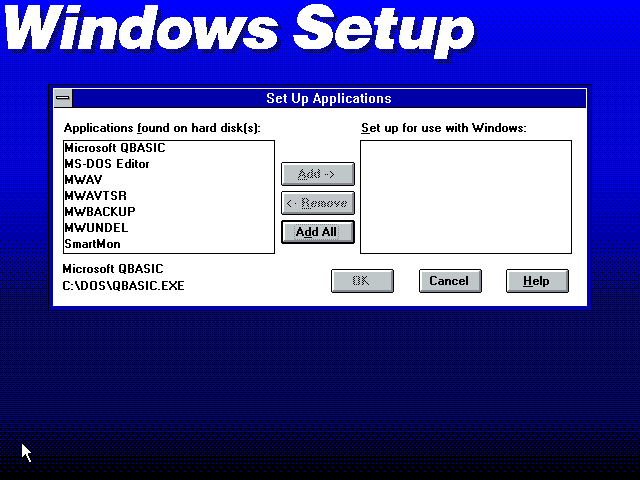 Windows Setup
Set Up Applications
Applications found on hard disk(s):
Set up for use with Windows:
Microsoft QBASIC
MS-DOS Editor
MWAV
MWAVTSR
MWBACKUP
MWUNDEL
SmartMon
Add ->
<- Remove
Add All
Microsoft QBASIC
C:\DOS\QBASIC.EXE
OK
Cancel
Help